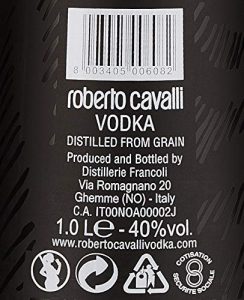 8 003405 006082
roberto cavalli
VODKA
DISTILLED FROM GRAIN
Produced and Bottled by
Distillerie Francoli
Via Romagnano 20
Ghemme (NO) - Italy
C.A. IT00NOA00002J
1.0 L e - 40%vol.
www.robertocavallivodka.com
COTISATION
SECURITE SOCIALE